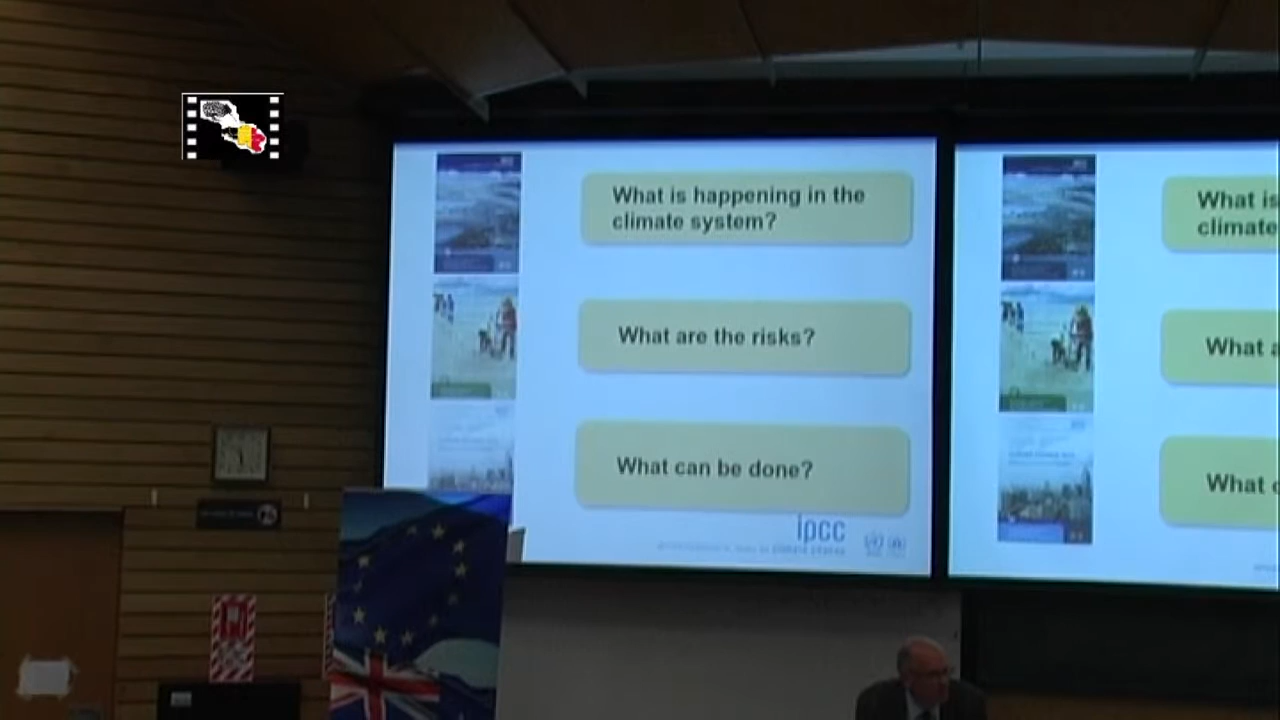 What is happening in the
climate system?
What are the risks?
What can be done?
ipcc
What is
climate
What a
What